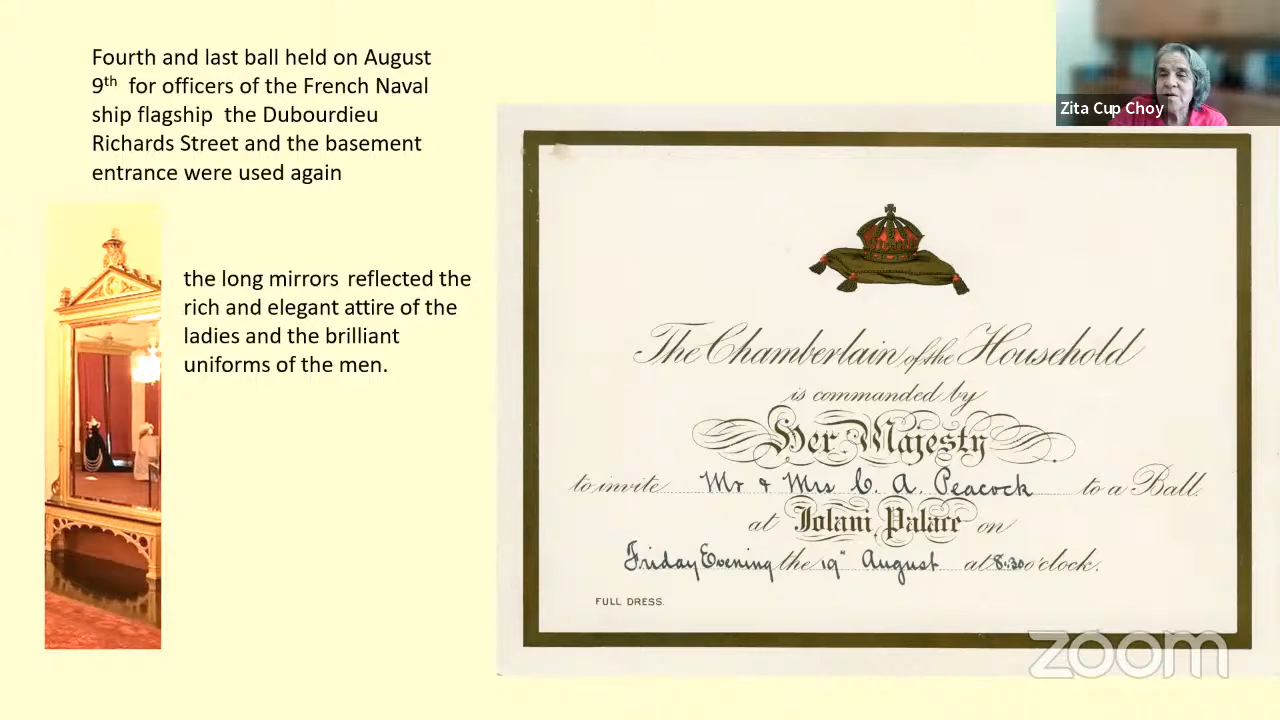 Fourth and last ball held on August
9th for officers of the French Naval
ship flagship the Dubourdieu
Richards Street and the basement
entrance were used again
the long mirrors reflected the
rich and elegant attire of the
ladies and the brilliant
uniforms of the men.
Zita Cup Choy
The Chamberlain of the Household
is commanded by
Her Majesty
to invite Mr & Mrs C. A. Peacock to a Ball.
at Iolani Palace on
Friday Evening the 19" August at 8.30 o'clock.
FULL DRESS.
zoom